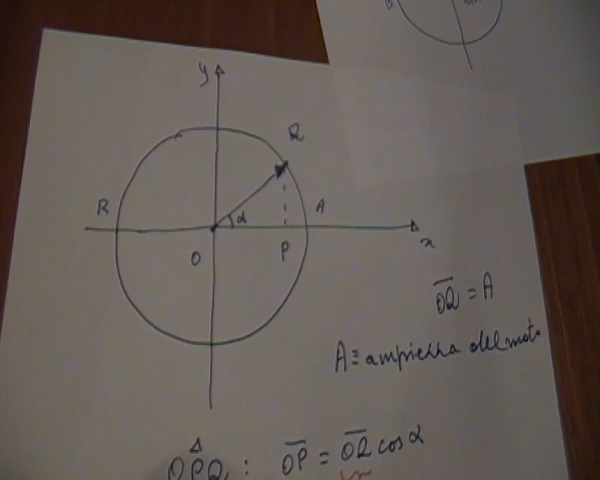 y
Q
R
α
A
O
P
x
OQ = A
A ≡ ampiezza del moto
OPQ : OP = OQ cos α